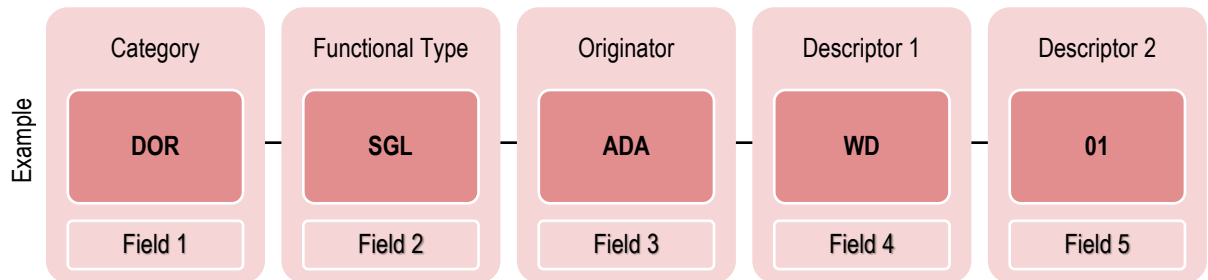 Category Functional Type Originator Descriptor 1 Descriptor 2
Example
DOR – SGL – ADA – WD – 01
Field 1 Field 2 Field 3 Field 4 Field 5